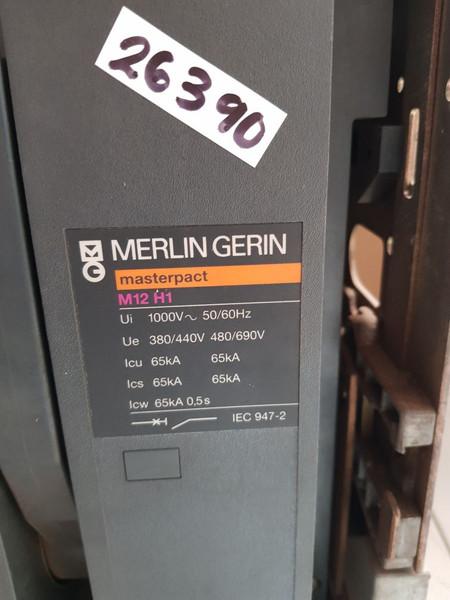 26390
MG
MERLIN GERIN
masterpact
M12 H1
Ui 1000V~ 50/60Hz
Ue 380/440V 480/690V
Icu 65kA 65kA
Ics 65kA 65kA
Icw 65kA 0,5s
IEC 947-2